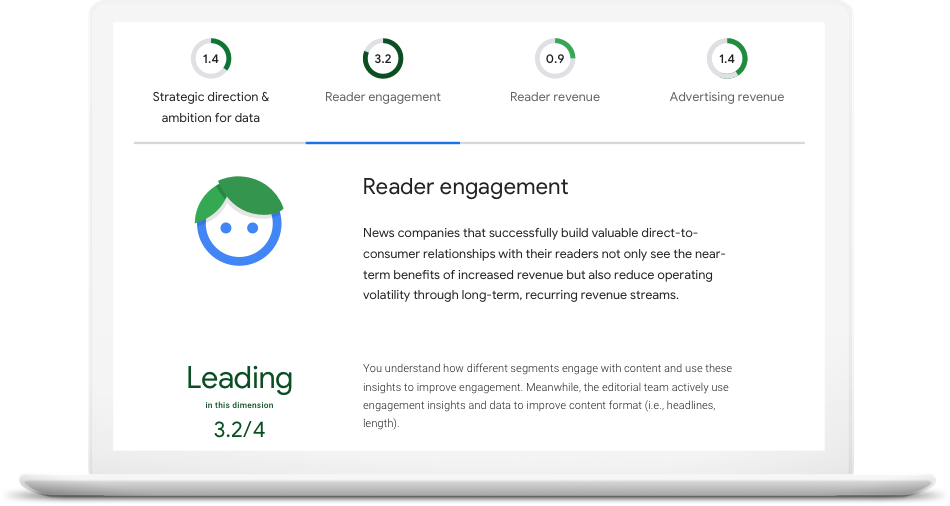 1.4
3.2
0.9
1.4
Strategic direction &
ambition for data
Reader engagement
Reader revenue
Advertising revenue
Reader engagement
News companies that successfully build valuable direct-to-
consumer relationships with their readers not only see the near-
term benefits of increased revenue but also reduce operating
volatility through long-term, recurring revenue streams.
Leading
in this dimension
3.2/4
You understand how different segments engage with content and use these
insights to improve engagement. Meanwhile, the editorial team actively use
engagement insights and data to improve content format (i.e., headlines,
length).